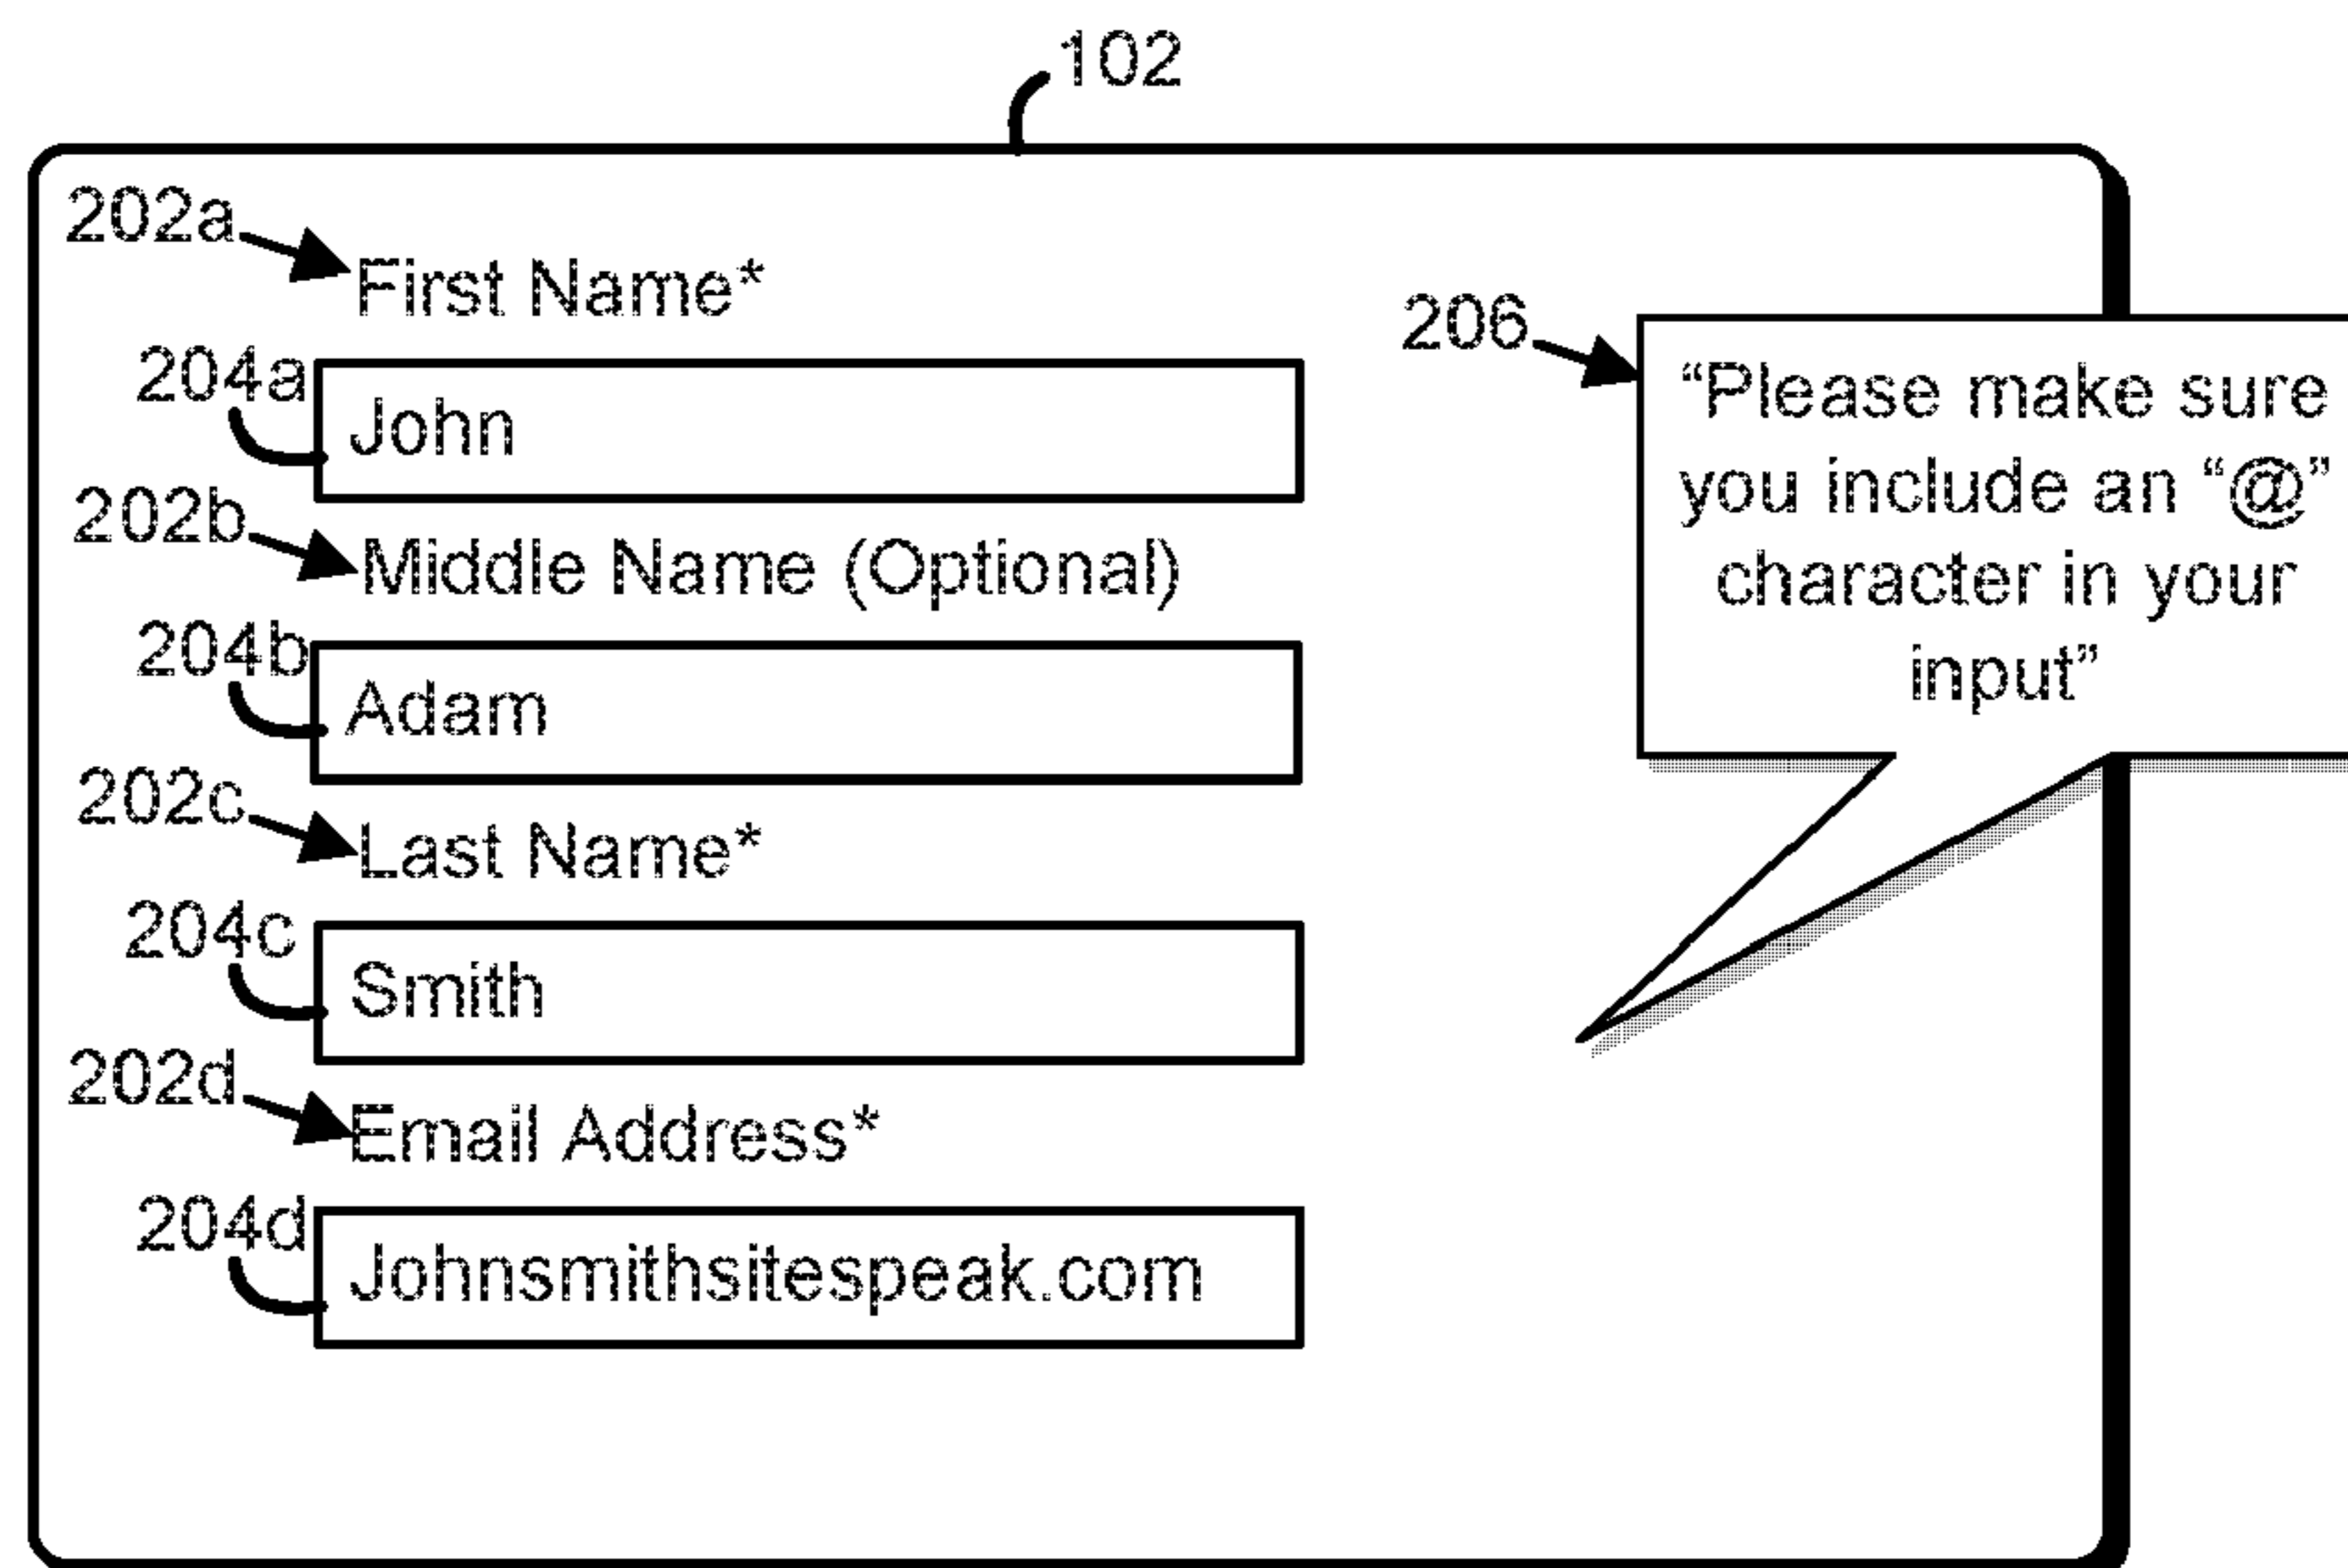 102
202a
First Name*
204a
John
202b
Middle Name (Optional)
204b
Adam
202c
Last Name*
204c
Smith
202d
Email Address*
204d
Johnsmithsitespeak.com
206
“Please make sure
you include an “@”
character in your
input”